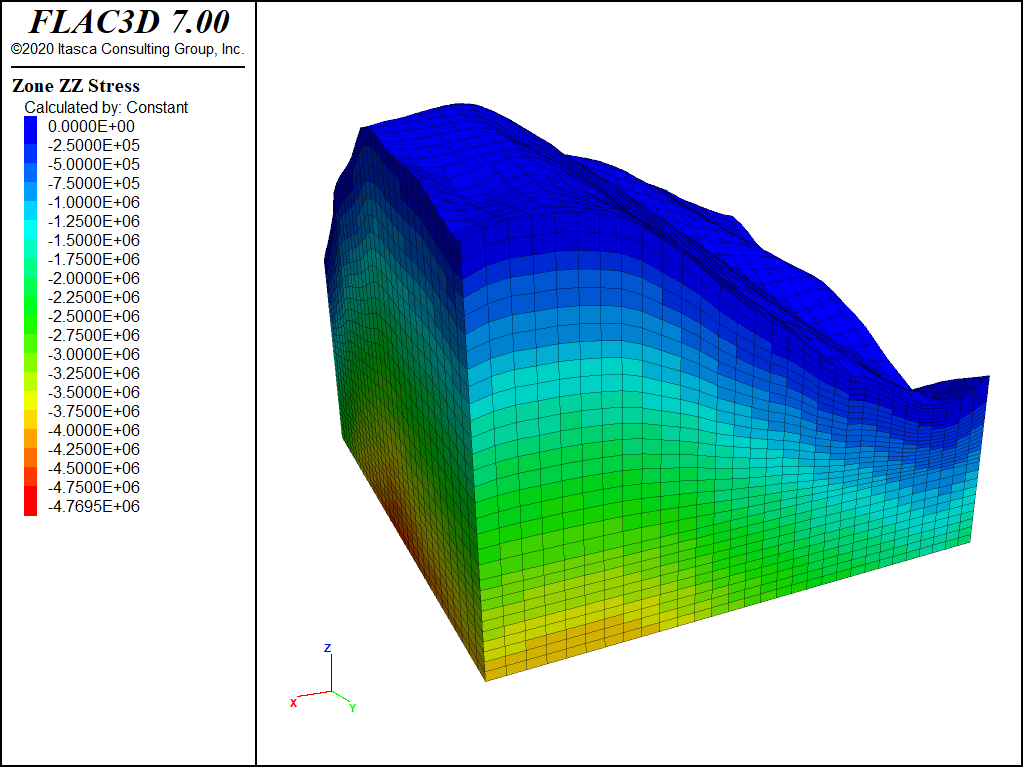 FLAC3D 7.00
©2020 Itasca Consulting Group, Inc.
Zone ZZ Stress
Calculated by: Constant
0.0000E+00
-2.5000E+05
-5.0000E+05
-7.5000E+05
-1.0000E+06
-1.2500E+06
-1.5000E+06
-1.7500E+06
-2.0000E+06
-2.2500E+06
-2.5000E+06
-2.7500E+06
-3.0000E+06
-3.2500E+06
-3.5000E+06
-3.7500E+06
-4.0000E+06
-4.2500E+06
-4.5000E+06
-4.7500E+06
-4.7695E+06
Z
X
Y